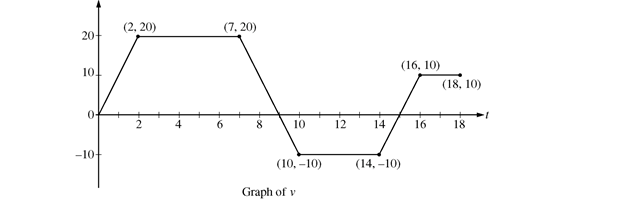 (2, 20) (7, 20)
20
(16, 10)
10
(18, 10)
0
2 4 6 8 10 12 14 16 18 t
–10
(10, –10) (14, –10)
Graph of v